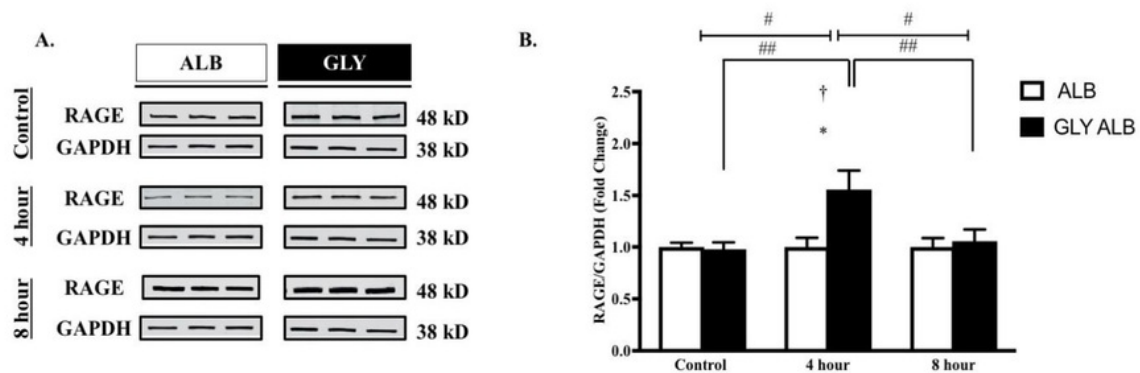 A.
ALB GLY
Control
RAGE 48 kD
GAPDH 38 kD
4 hour
RAGE 48 kD
GAPDH 38 kD
8 hour
RAGE 48 kD
GAPDH 38 kD
B.
# #
## ##
†
*
ALB
GLY ALB
RAGE/GAPDH (Fold Change)
2.5
2.0
1.5
1.0
0.5
0.0
Control 4 hour 8 hour